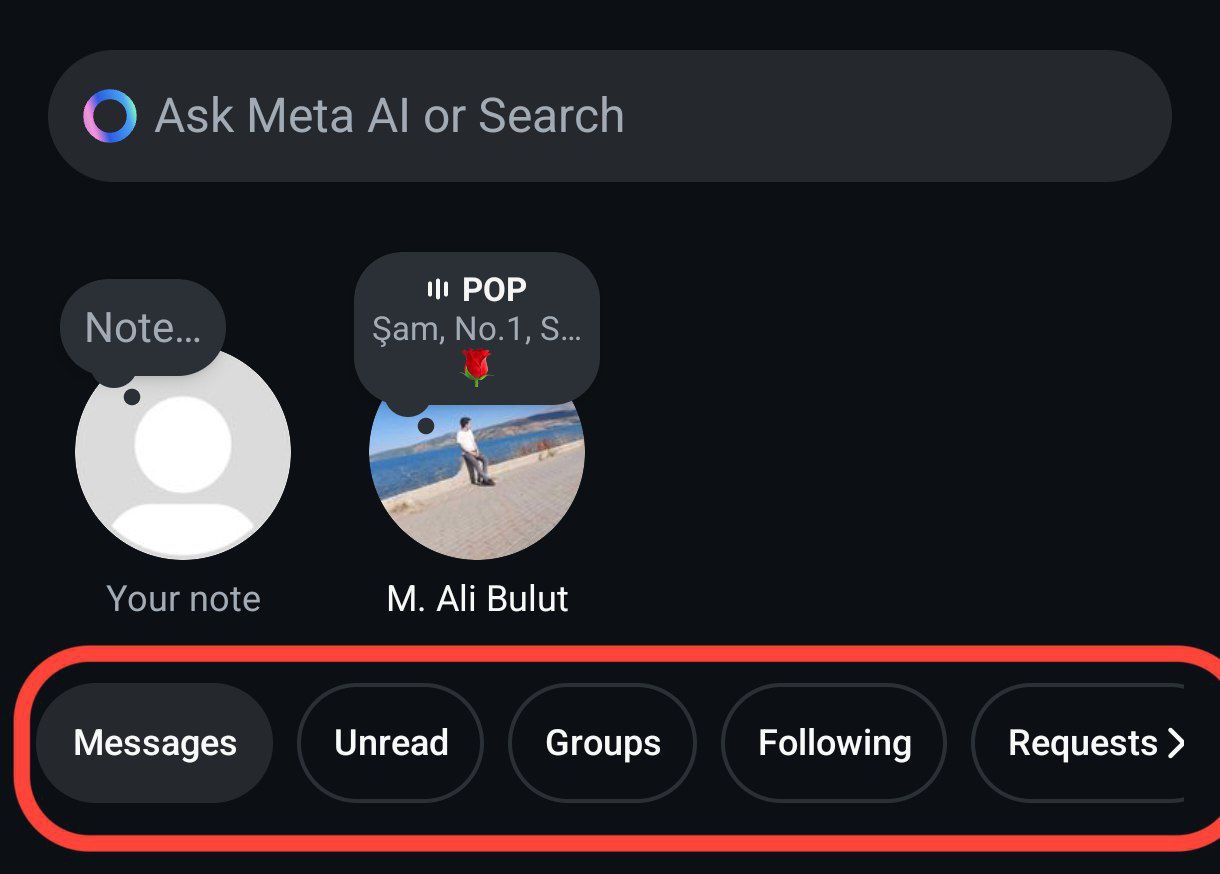 Ask Meta AI or Search
Note...
POP
Şam, No.1, S...
Your note
M. Ali Bulut
Messages
Unread
Groups
Following
Requests